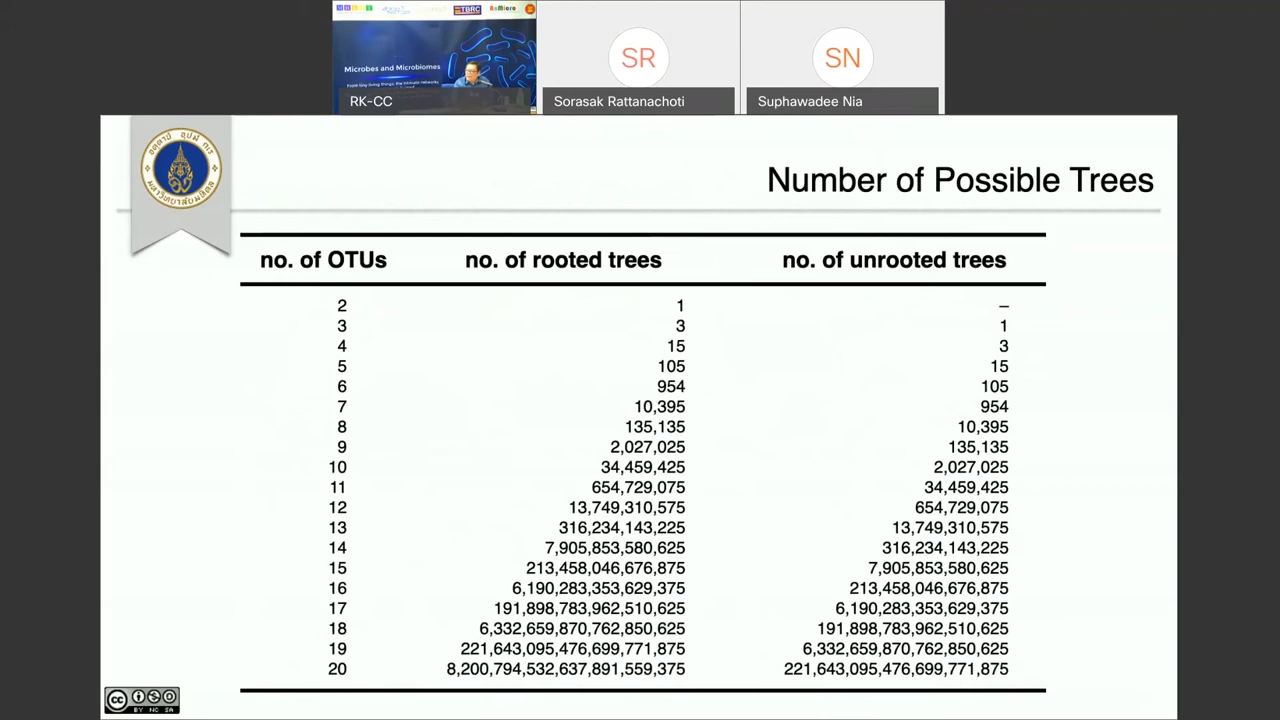 TBRC
Microbes and Microbiomes
RK-CC
SR
Sorasak Rattanachoti
SN
Suphawadee Nia
Number of Possible Trees
no. of OTUs no. of rooted trees no. of unrooted trees
2 1 –
3 3 1
4 15 3
5 105 15
6 954 105
7 10,395 954
8 135,135 10,395
9 2,027,025 135,135
10 34,459,425 2,027,025
11 654,729,075 34,459,425
12 13,749,310,575 654,729,075
13 316,234,143,225 13,749,310,575
14 7,905,853,580,625 316,234,143,225
15 213,458,046,676,875 7,905,853,580,625
16 6,190,283,353,629,375 213,458,046,676,875
17 191,898,783,962,510,625 6,190,283,353,629,375
18 6,332,659,870,762,850,625 191,898,783,962,510,625
19 221,643,095,476,699,771,875 6,332,659,870,762,850,625
20 8,200,794,532,637,891,559,375 221,643,095,476,699,771,875
cc
BY NC SA